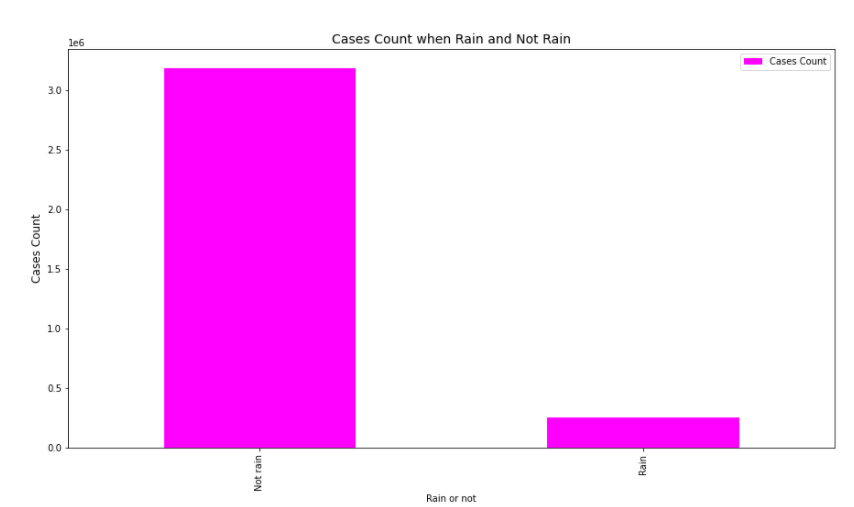 Cases Count when Rain and Not Rain
1e6
Cases Count
3.0
2.5
2.0
1.5
1.0
0.5
0.0
Cases Count
Not rain
Rain
Rain or not